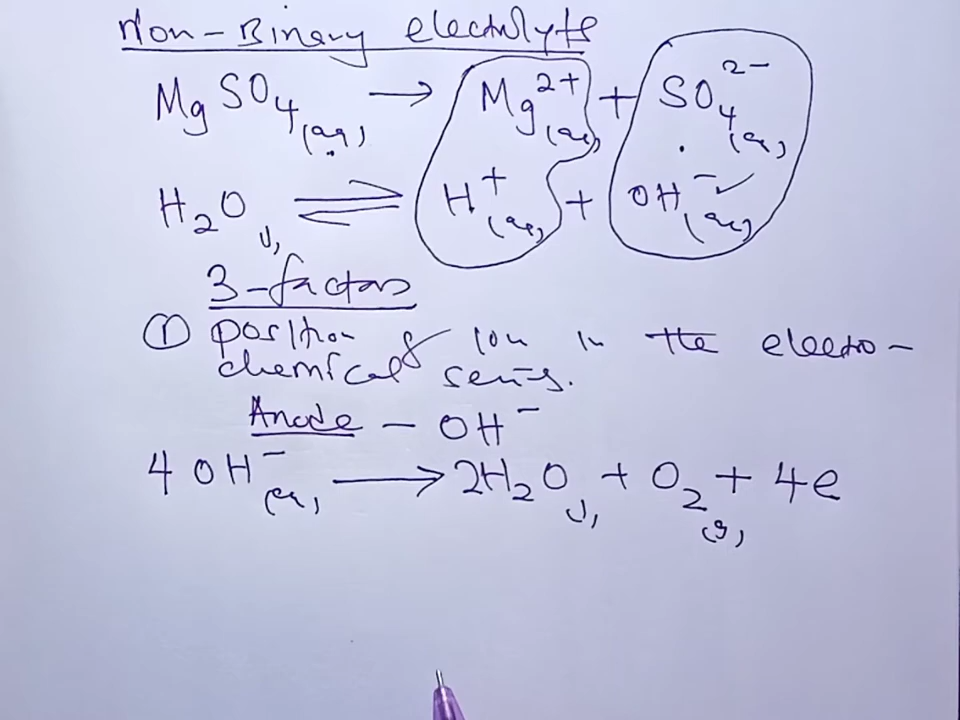 Non-Binary electrolyte
MgSO₄(aq) → Mg²⁺(aq) + SO₄²⁻(aq)
H₂O(l) ⇌ H⁺(aq) + OH⁻(aq) ✓
3-factors
① position of ion in the electro-
chemical series.
Anode - OH⁻
4OH⁻(aq) → 2H₂O(l) + O₂(g) + 4e